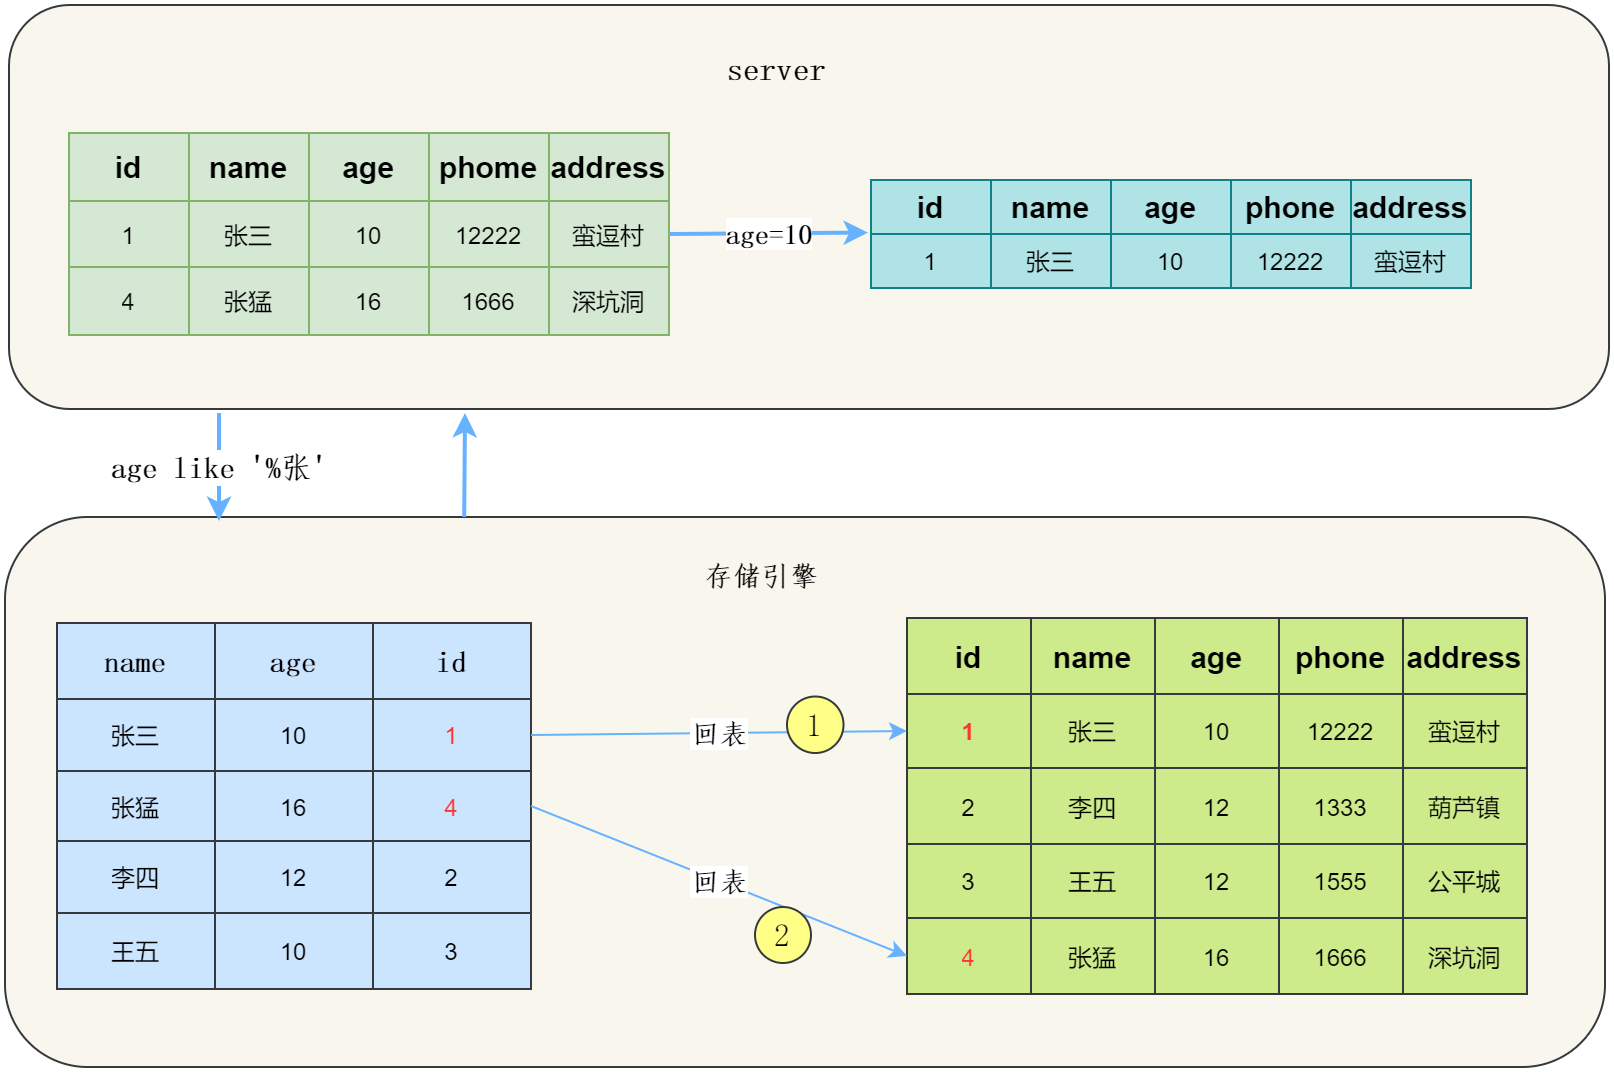 server
id name age phome address
1 张三 10 12222 蛮逗村
4 张猛 16 1666 深坑洞
age=10
id name age phone address
1 张三 10 12222 蛮逗村
age like '%张'
存储引擎
name age id
张三 10 1
张猛 16 4
李四 12 2
王五 10 3
回表
1
回表
2
id name age phone address
1 张三 10 12222 蛮逗村
2 李四 12 1333 葫芦镇
3 王五 12 1555 公平城
4 张猛 16 1666 深坑洞